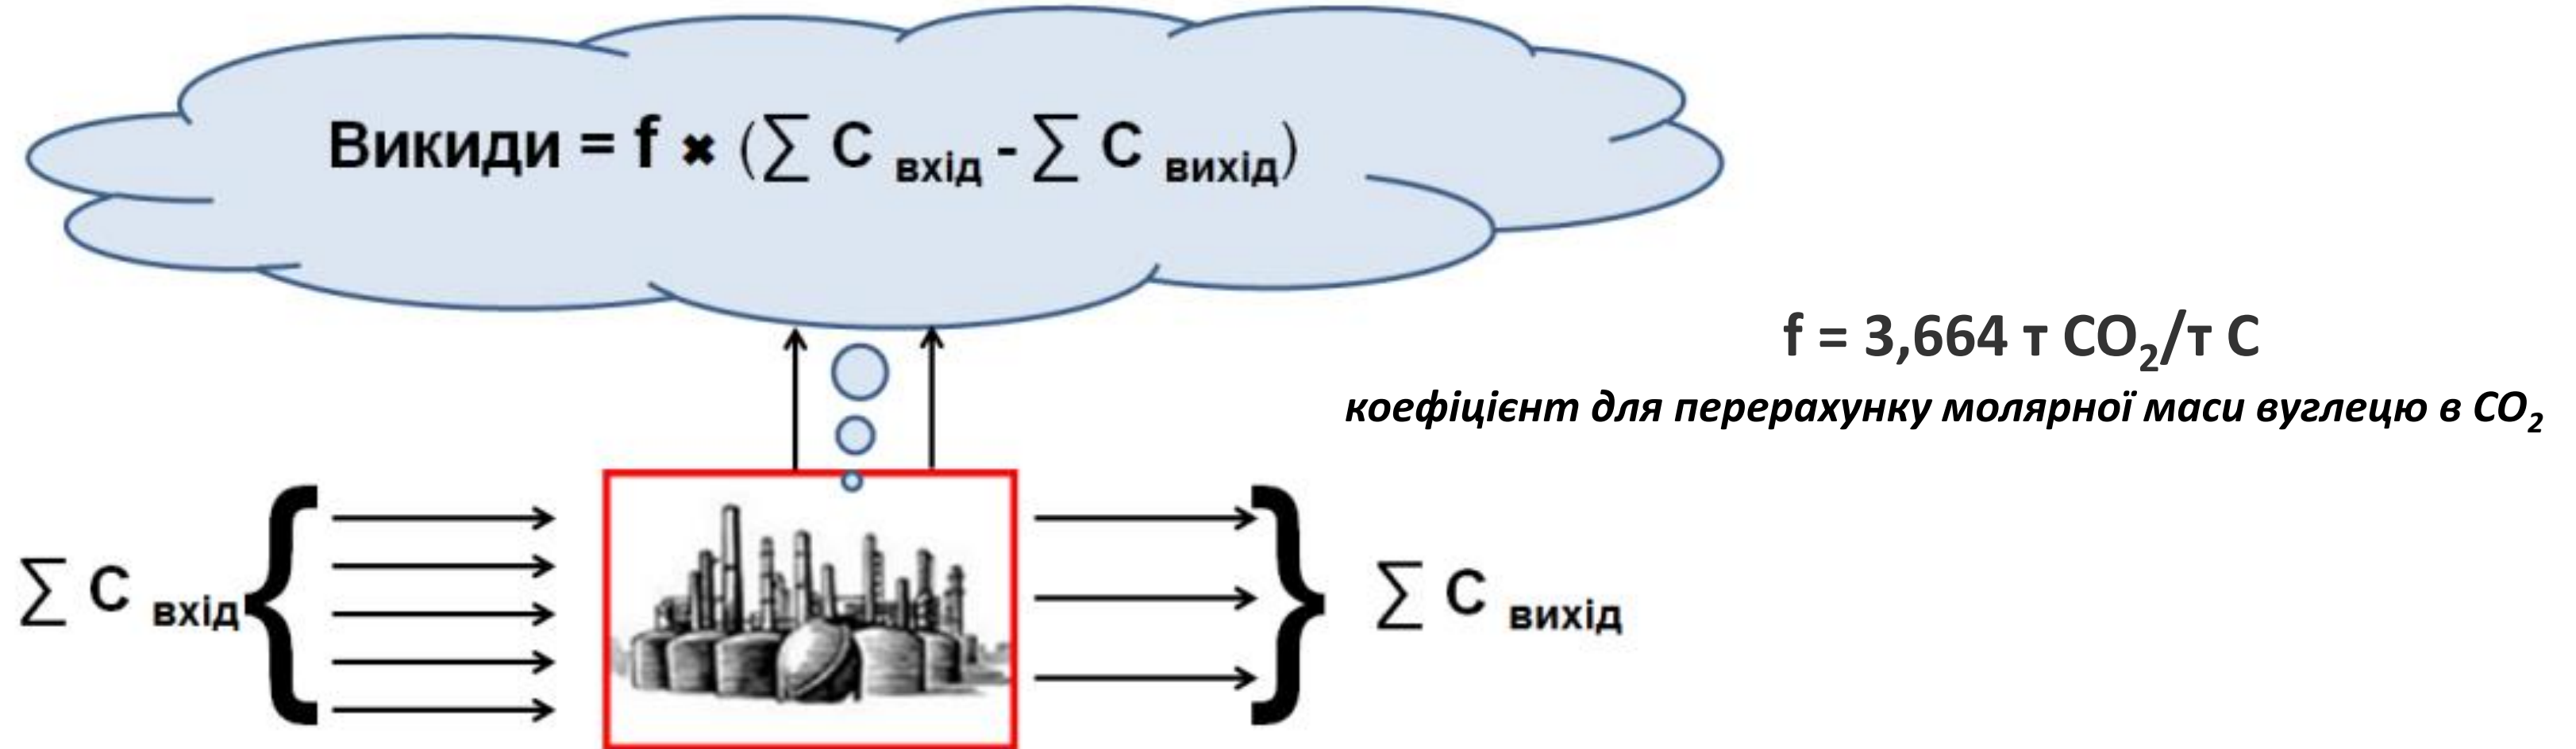 Викиди = f × (∑ C вхід - ∑ C вихід)
f = 3,664 т CO₂/т C
коефіцієнт для перерахунку молярної маси вуглецю в CO₂
∑ C вхід
∑ C вихід